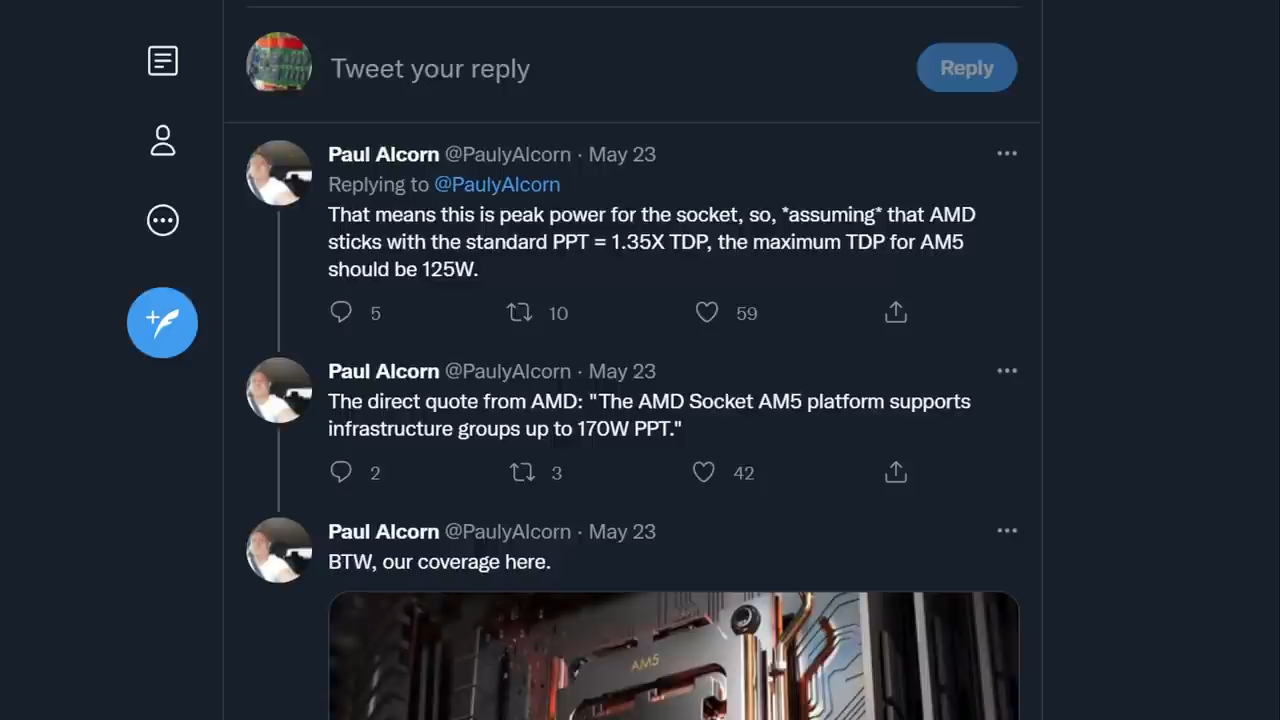 Tweet your reply
Reply
Paul Alcorn @PaulyAlcorn · May 23
Replying to @PaulyAlcorn
That means this is peak power for the socket, so, *assuming* that AMD
sticks with the standard PPT = 1.35X TDP, the maximum TDP for AM5
should be 125W.
5 10 59
Paul Alcorn @PaulyAlcorn · May 23
The direct quote from AMD: "The AMD Socket AM5 platform supports
infrastructure groups up to 170W PPT."
2 3 42
Paul Alcorn @PaulyAlcorn · May 23
BTW, our coverage here.
AM5